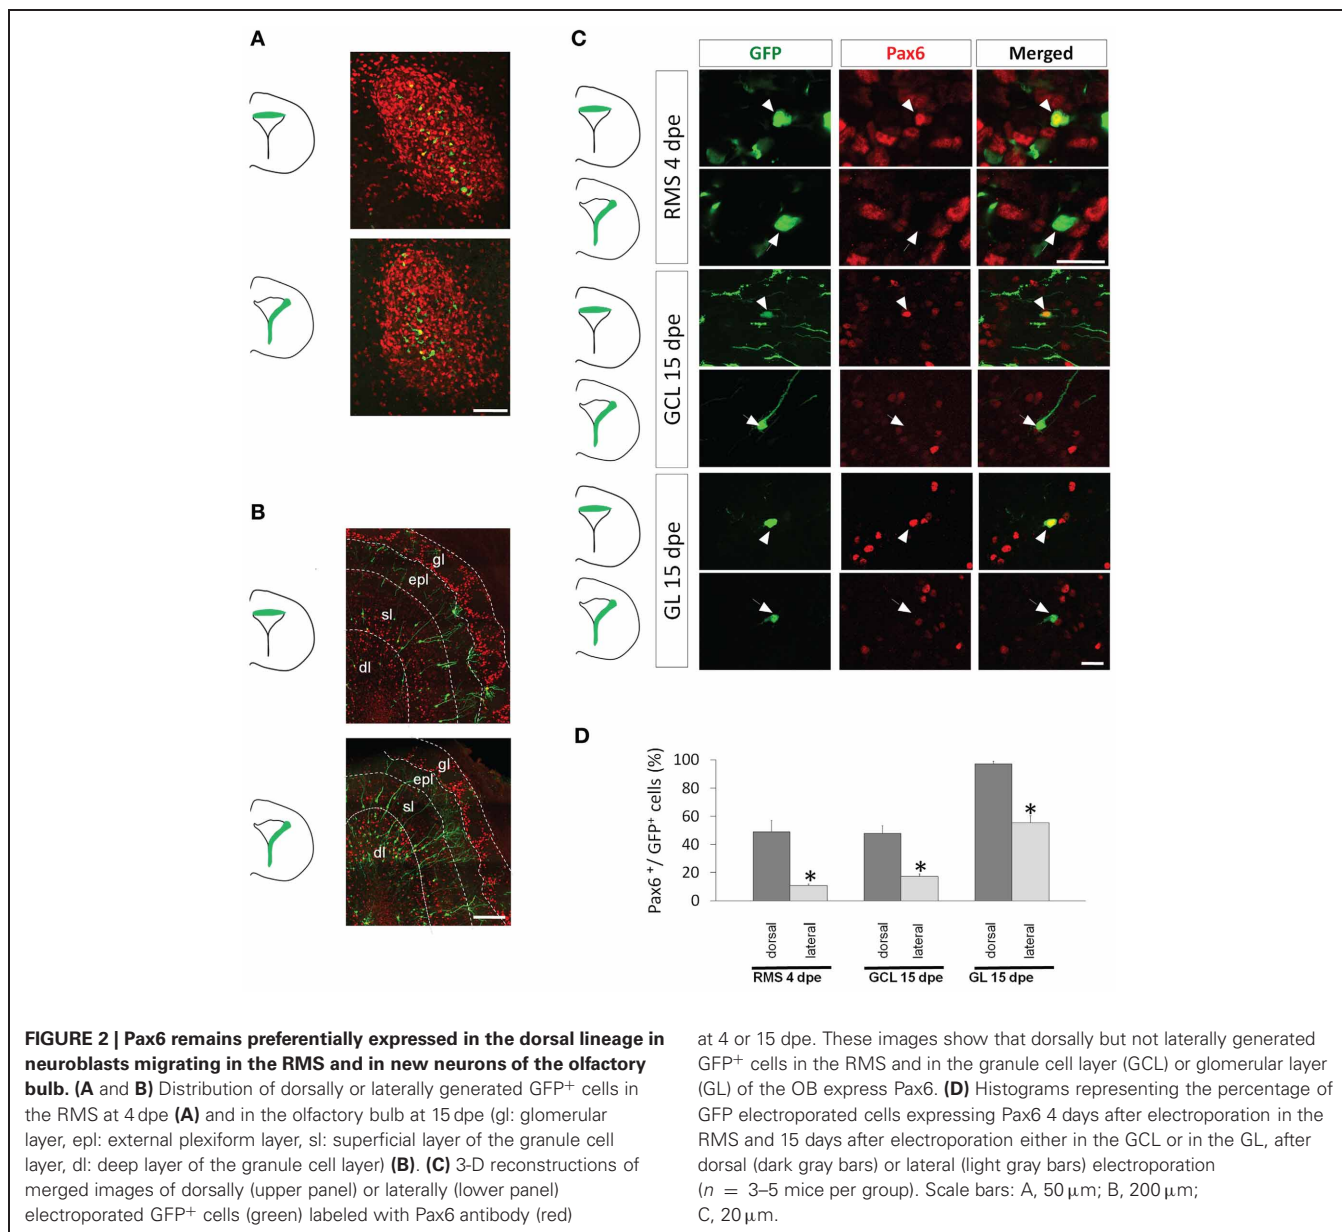 A
B
gl
epl
sl
dl
gl
epl
sl
dl
C
GFP Pax6 Merged
RMS 4 dpe
GCL 15 dpe
GL 15 dpe
D
Pax6 +/ GFP+ cells (%)
100
80
60
40
20
0
* * *
dorsal lateral dorsal lateral dorsal lateral
RMS 4 dpe GCL 15 dpe GL 15 dpe
FIGURE 2 | Pax6 remains preferentially expressed in the dorsal lineage in
neuroblasts migrating in the RMS and in new neurons of the olfactory
bulb. (A and B) Distribution of dorsally or laterally generated GFP+ cells in
the RMS at 4 dpe (A) and in the olfactory bulb at 15 dpe (gl: glomerular
layer, epl: external plexiform layer, sl: superficial layer of the granule cell
layer, dl: deep layer of the granule cell layer) (B). (C) 3-D reconstructions of
merged images of dorsally (upper panel) or laterally (lower panel)
electroporated GFP+ cells (green) labeled with Pax6 antibody (red)
at 4 or 15 dpe. These images show that dorsally but not laterally generated
GFP+ cells in the RMS and in the granule cell layer (GCL) or glomerular layer
(GL) of the OB express Pax6. (D) Histograms representing the percentage of
GFP electroporated cells expressing Pax6 4 days after electroporation in the
RMS and 15 days after electroporation either in the GCL or in the GL, after
dorsal (dark gray bars) or lateral (light gray bars) electroporation
(n = 3–5 mice per group). Scale bars: A, 50 μm; B, 200 μm;
C, 20 μm.